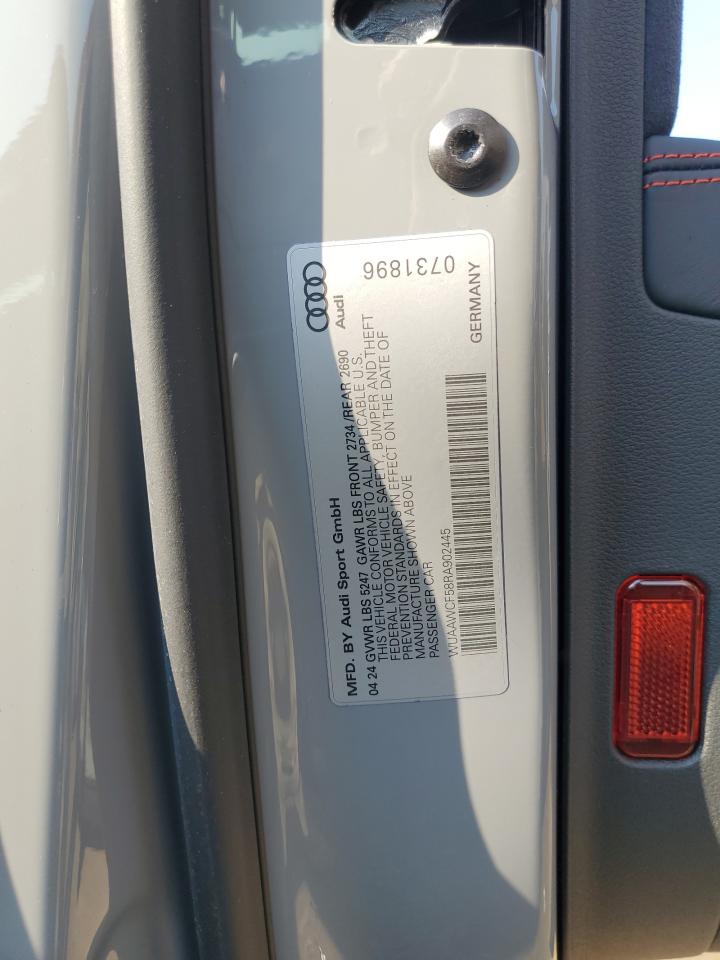 MFD. BY Audi Sport GmbH
04 24 GVWR LBS 5247 GAWR LBS FRONT 2734 /REAR 2690
THIS VEHICLE CONFORMS TO ALL APPLICABLE U.S.
FEDERAL MOTOR VEHICLE SAFETY, BUMPER AND THEFT
PREVENTION STANDARDS IN EFFECT ON THE DATE OF
MANUFACTURE SHOWN ABOVE
PASSENGER CAR
WUAAWCF58RA902445
Audi
0731896
GERMANY